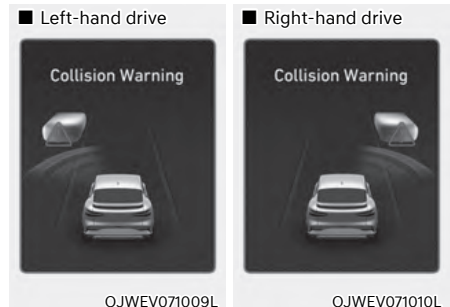 ■ Left-hand drive
Collision Warning
OJWEV071009L
■ Right-hand drive
Collision Warning
OJWEV071010L